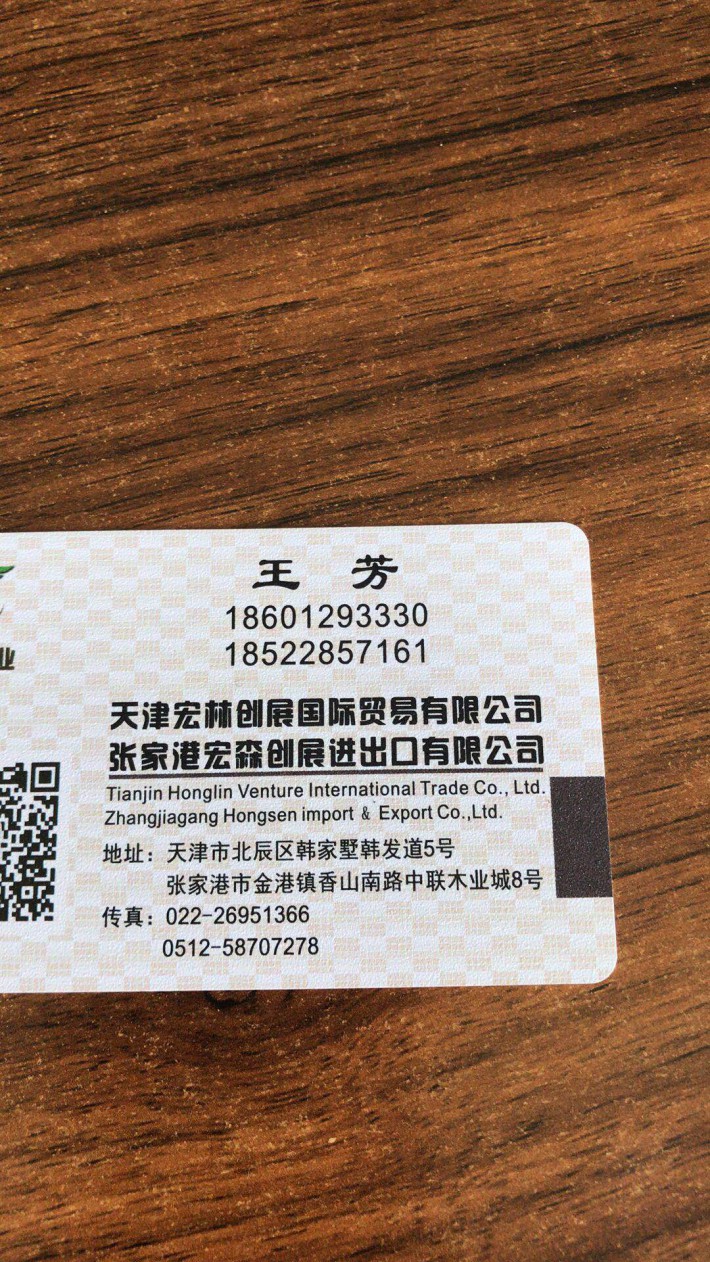 王 芳
18601293330
18522857161
业
天津宏林创展国际贸易有限公司
张家港宏森创展进出口有限公司
Tianjin Honglin Venture International Trade Co., Ltd.
Zhangjiagang Hongsen import & Export Co.,Ltd.
地址：天津市北辰区韩家墅韩发道5号
张家港市金港镇香山南路中联木业城8号
传真：022-26951366
0512-58707278